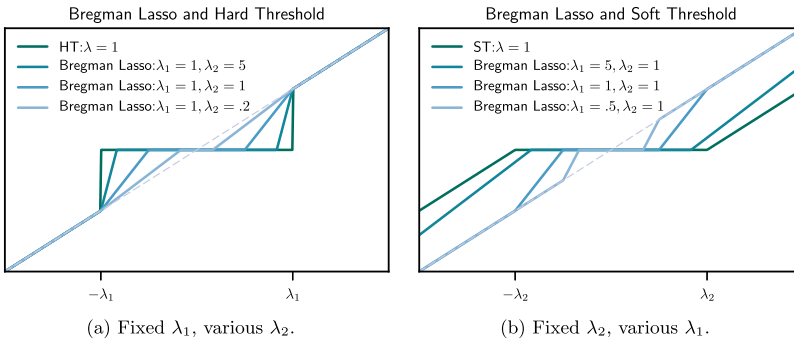 Bregman Lasso and Hard Threshold
HT:λ = 1
Bregman Lasso:λ₁ = 1, λ₂ = 5
Bregman Lasso:λ₁ = 1, λ₂ = 1
Bregman Lasso:λ₁ = 1, λ₂ = .2
−λ₁
λ₁
(a) Fixed λ₁, various λ₂.
Bregman Lasso and Soft Threshold
ST:λ = 1
Bregman Lasso:λ₁ = 5, λ₂ = 1
Bregman Lasso:λ₁ = 1, λ₂ = 1
Bregman Lasso:λ₁ = .5, λ₂ = 1
−λ₂
λ₂
(b) Fixed λ₂, various λ₁.